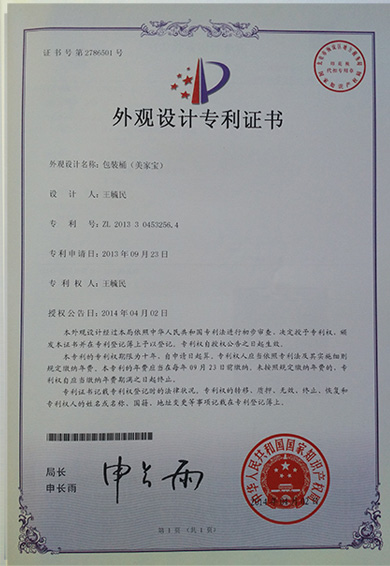 证书号第2786501号
外观设计专利证书
外观设计名称：包装桶（美家宝）
设 计 人：王毓民
专 利 号：ZL 2013 3 0453256.4
专利申请日：2013年09月23日
专利权人：王毓民
授权公告日：2014年04月02日
本外观设计经过本局依照中华人民共和国专利法进行初步审查，决定授予专利权，颁
发本证书并在专利登记簿上予以登记。专利权自授权公告之日起生效。
本专利的专利权期限为十年，自申请日起算。专利权人应当依照专利法及其实施细则
规定缴纳年费。本专利的年费应当在每年09月23日前缴纳。未按照规定缴纳年费的，专
利权自应当缴纳年费期满之日起终止。
专利证书记载专利权登记时的法律状况。专利权的转移、质押、无效、终止、恢复和
专利权人的姓名或名称、国籍、地址变更等事项记载在专利登记簿上。
局长
申长雨
申长雨
中华人民共和国国家知识产权局
2014年04月02日
第1页（共1页）